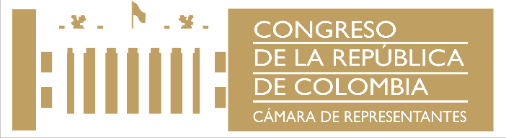 CONGRESO
DE LA REPÚBLICA
DE COLOMBIA
CÁMARA DE REPRESENTANTES